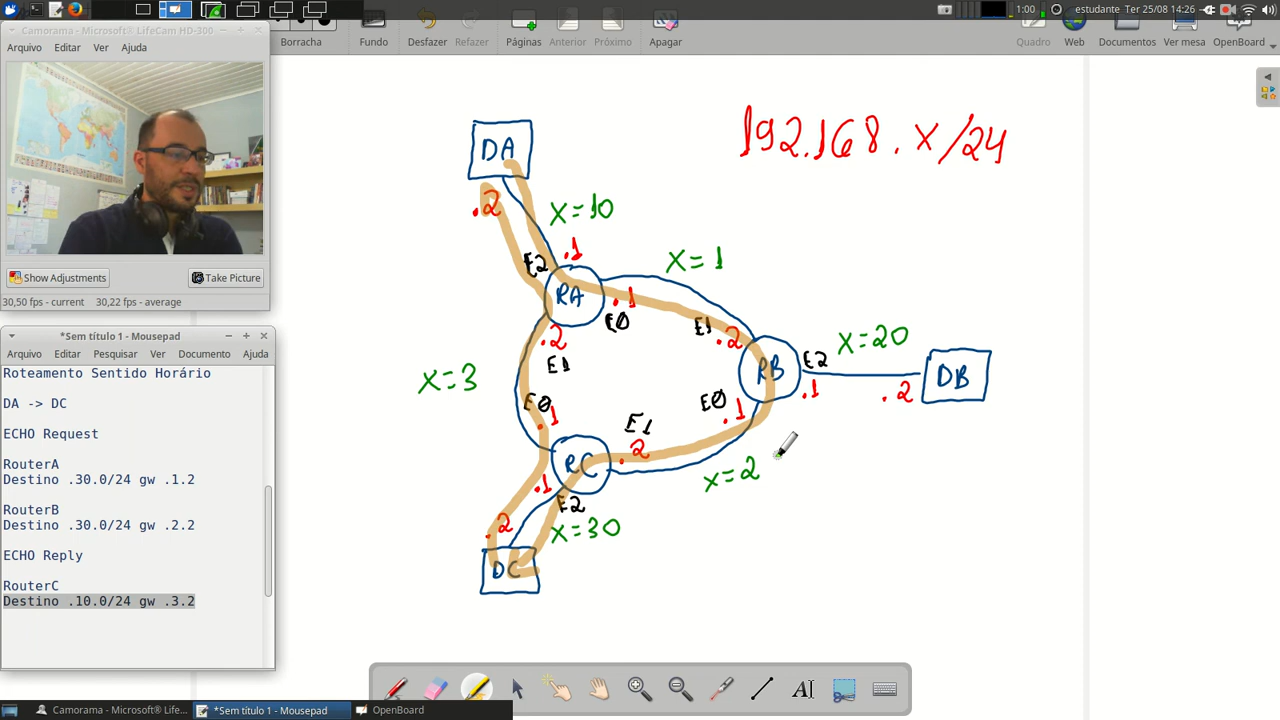 1:00
estudante Ter 25/08 14:26
Camorama - Microsoft® LifeCam HD-300
Arquivo Editar Ver Ajuda
Borracha
Fundo
Desfazer
Refazer
Páginas
Anterior
Próximo
Apagar
Quadro
Web
Documentos
Ver mesa
OpenBoard
Show Adjustments
Take Picture
30,50 fps - current 30,22 fps - average
*Sem título 1 - Mousepad
Arquivo Editar Pesquisar Ver Documento Ajuda
Roteamento Sentido Horário
DA -> DC
ECHO Request
RouterA
Destino .30.0/24 gw .1.2
RouterB
Destino .30.0/24 gw .2.2
ECHO Reply
RouterC
Destino .10.0/24 gw .3.2
192.168.x/24
DA
.2
x=10
.1
E2
RA
.1
E0
x=1
.2
E1
E1
.2
x=3
RB
E2
x=20
.1
.2
DB
E0
.1
E0
.1
E1
.2
RC
x=2
.1
E2
.2
x=30
DC
AI
Camorama - Microsoft® Life...
*Sem título 1 - Mousepad
OpenBoard